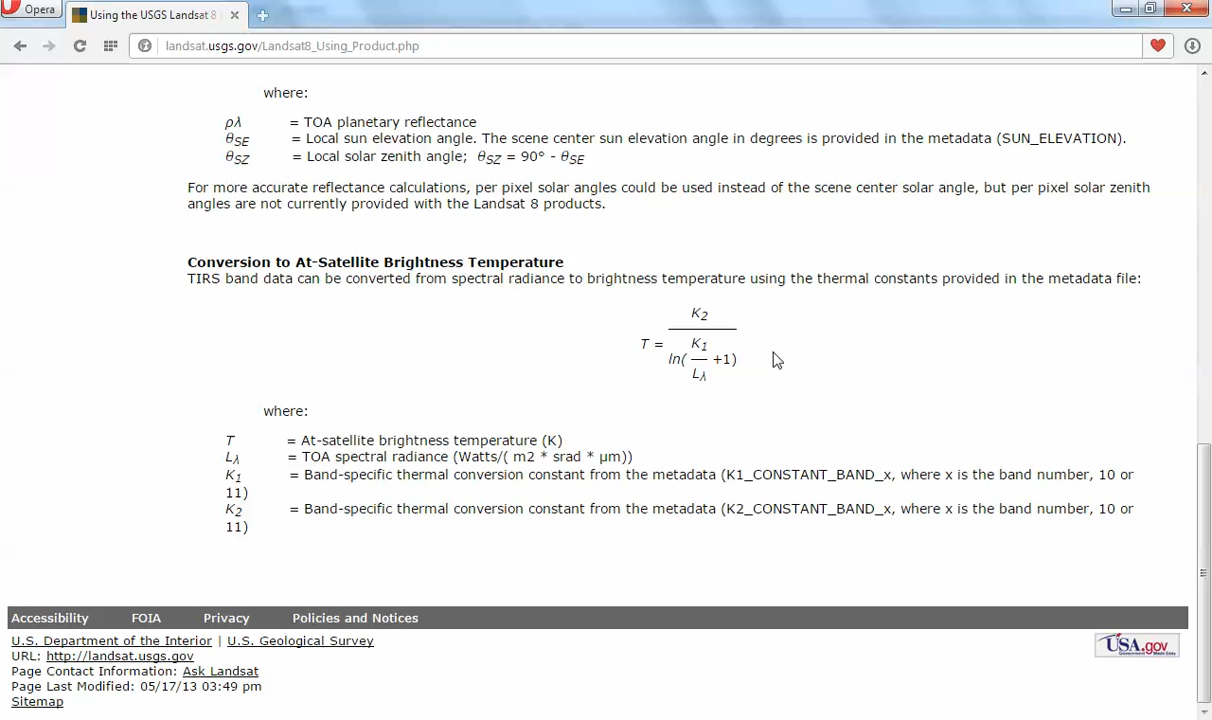 Opera
Using the USGS Landsat 8
landsat.usgs.gov/Landsat8_Using_Product.php
where:
ρλ = TOA planetary reflectance
θSE = Local sun elevation angle. The scene center sun elevation angle in degrees is provided in the metadata (SUN_ELEVATION).
θSZ = Local solar zenith angle; θSZ = 90° - θSE
For more accurate reflectance calculations, per pixel solar angles could be used instead of the scene center solar angle, but per pixel solar zenith
angles are not currently provided with the Landsat 8 products.
Conversion to At-Satellite Brightness Temperature
TIRS band data can be converted from spectral radiance to brightness temperature using the thermal constants provided in the metadata file:
K2
T =
K1
ln( +1)
Lλ
where:
T = At-satellite brightness temperature (K)
Lλ = TOA spectral radiance (Watts/( m2 * srad * µm))
K1 = Band-specific thermal conversion constant from the metadata (K1_CONSTANT_BAND_x, where x is the band number, 10 or
11)
K2 = Band-specific thermal conversion constant from the metadata (K2_CONSTANT_BAND_x, where x is the band number, 10 or
11)
Accessibility FOIA Privacy Policies and Notices
U.S. Department of the Interior | U.S. Geological Survey
URL: http://landsat.usgs.gov
USA.gov
Page Contact Information: Ask Landsat
Page Last Modified: 05/17/13 03:49 pm
Sitemap